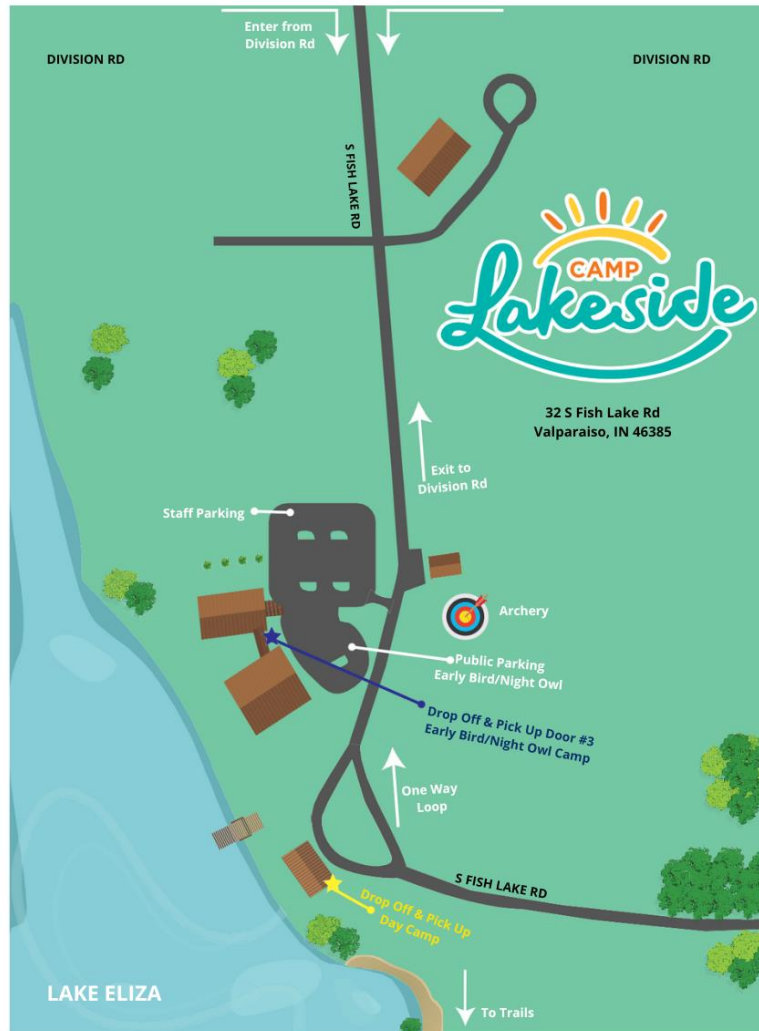 Enter from
Division Rd
DIVISION RD
DIVISION RD
S FISH LAKE RD
CAMP
Lakeside
32 S Fish Lake Rd
Valparaiso, IN 46385
Exit to
Division Rd
Staff Parking
Archery
Public Parking
Early Bird/Night Owl
Drop Off & Pick Up Door #3
Early Bird/Night Owl Camp
One Way
Loop
S FISH LAKE RD
Drop Off & Pick Up
Day Camp
LAKE ELIZA
To Trails